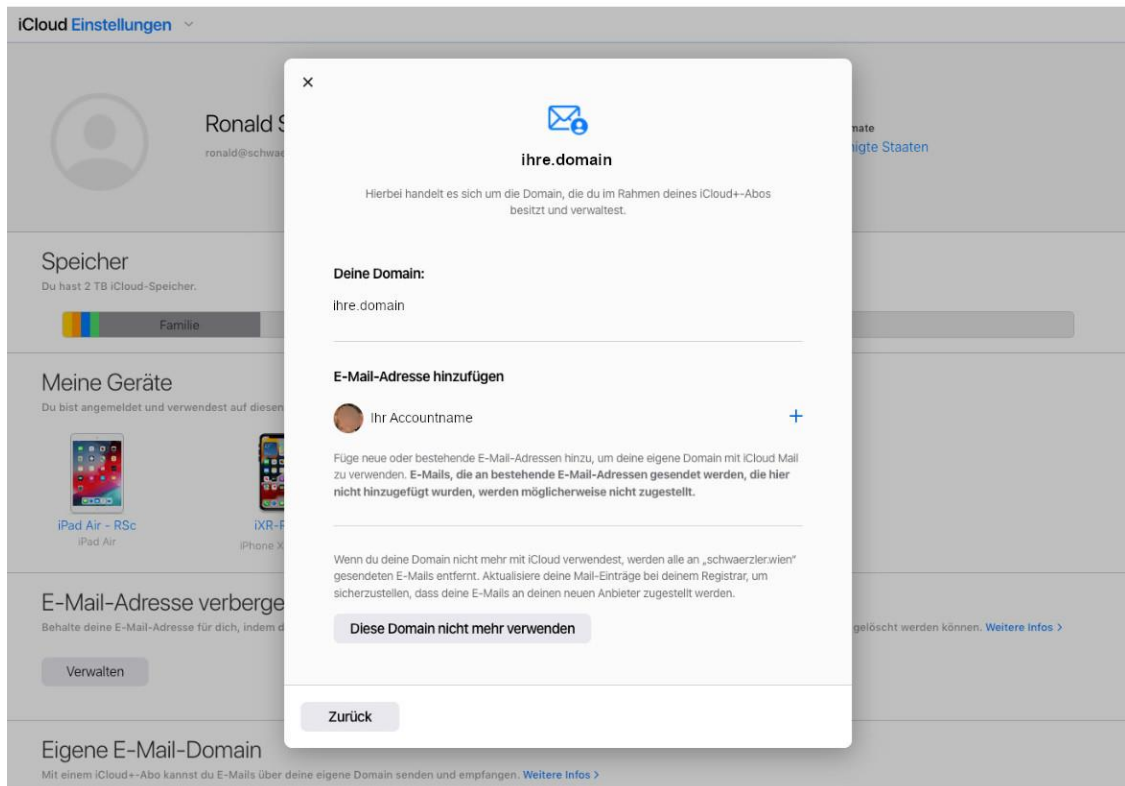 iCloud Einstellungen
Ronald S
ronald@schwae
mate
nigte Staaten
Speicher
Du hast 2 TB iCloud-Speicher.
Familie
Meine Geräte
Du bist angemeldet und verwendest auf diesen
iPad Air - RSc
iPad Air
iXR-R
iPhone X
E-Mail-Adresse verberge
Behalte deine E-Mail-Adresse für dich, indem d
gelöscht werden können. Weitere Infos >
Verwalten
Eigene E-Mail-Domain
Mit einem iCloud+-Abo kannst du E-Mails über deine eigene Domain senden und empfangen. Weitere Infos >
×
ihre.domain
Hierbei handelt es sich um die Domain, die du im Rahmen deines iCloud+-Abos
besitzt und verwaltest.
Deine Domain:
ihre.domain
E-Mail-Adresse hinzufügen
Ihr Accountname
+
Füge neue oder bestehende E-Mail-Adressen hinzu, um deine eigene Domain mit iCloud Mail
zu verwenden. E-Mails, die an bestehende E-Mail-Adressen gesendet werden, die hier
nicht hinzugefügt wurden, werden möglicherweise nicht zugestellt.
Wenn du deine Domain nicht mehr mit iCloud verwendest, werden alle an „schwaerzler.wien“
gesendeten E-Mails entfernt. Aktualisiere deine Mail-Einträge bei deinem Registrar, um
sicherzustellen, dass deine E-Mails an deinen neuen Anbieter zugestellt werden.
Diese Domain nicht mehr verwenden
Zurück